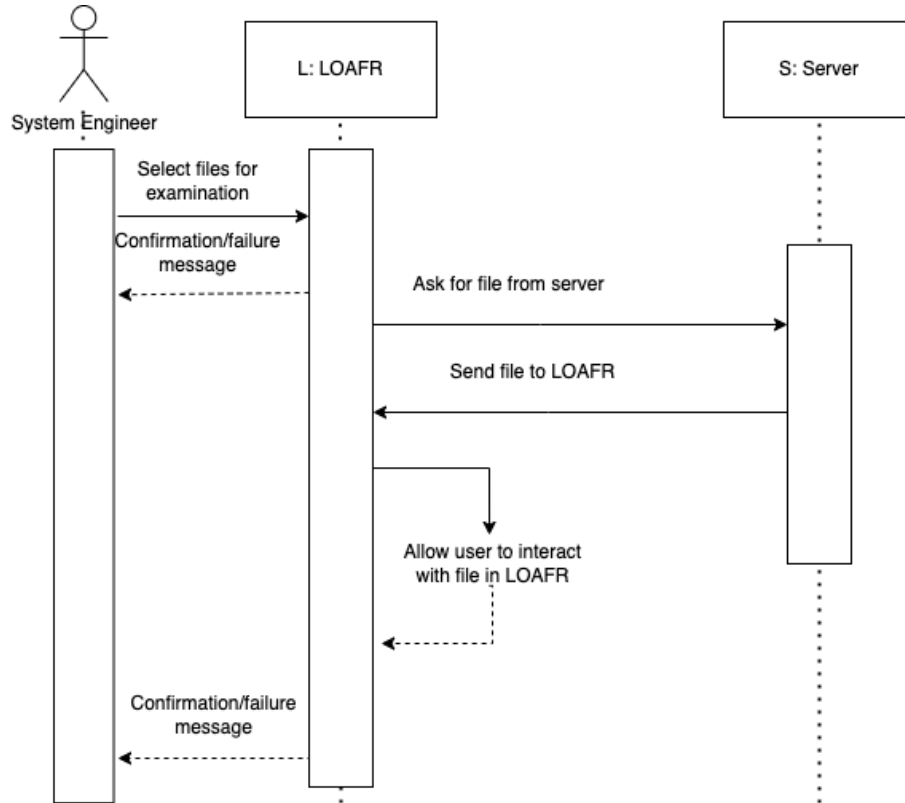 System Engineer
L: LOAFR
S: Server
Select files for
examination
Confirmation/failure
message
Ask for file from server
Send file to LOAFR
Allow user to interact
with file in LOAFR
Confirmation/failure
message